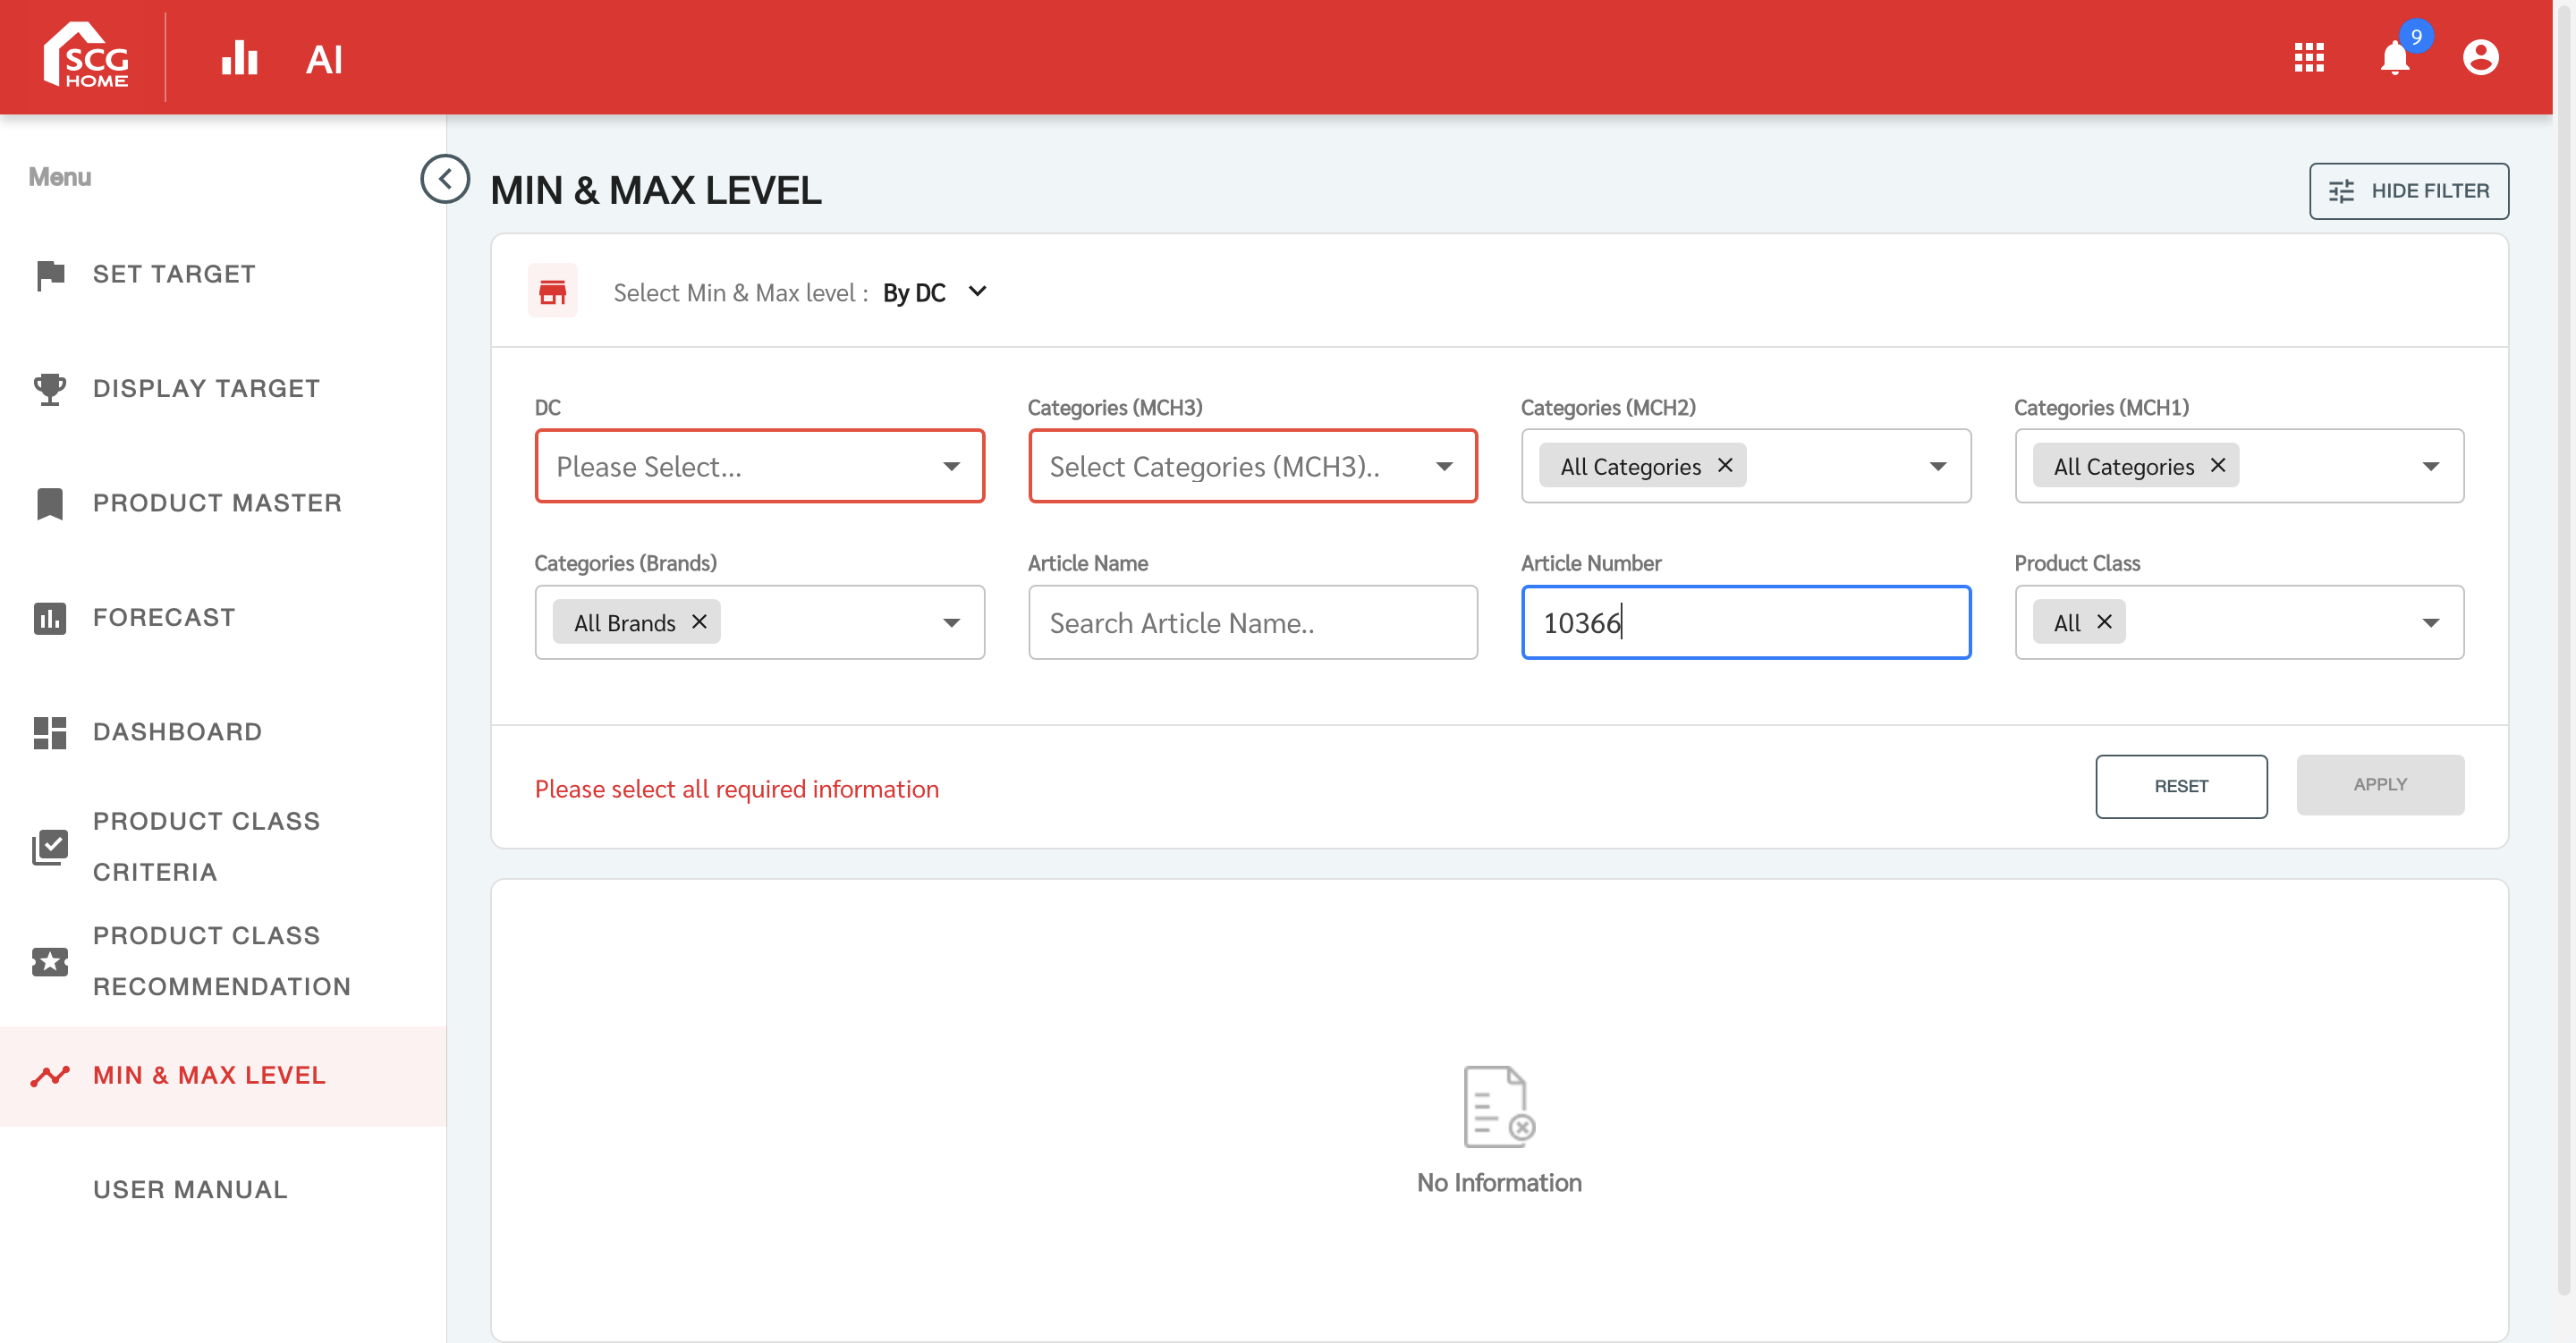 SCG
HOME
AI
9
Menu
SET TARGET
DISPLAY TARGET
PRODUCT MASTER
FORECAST
DASHBOARD
PRODUCT CLASS
CRITERIA
PRODUCT CLASS
RECOMMENDATION
MIN & MAX LEVEL
USER MANUAL
MIN & MAX LEVEL
HIDE FILTER
Select Min & Max level : By DC
DC
Please Select...
Categories (MCH3)
Select Categories (MCH3)..
Categories (MCH2)
All Categories
Categories (MCH1)
All Categories
Categories (Brands)
All Brands
Article Name
Search Article Name..
Article Number
10366
Product Class
All
Please select all required information
RESET
APPLY
No Information